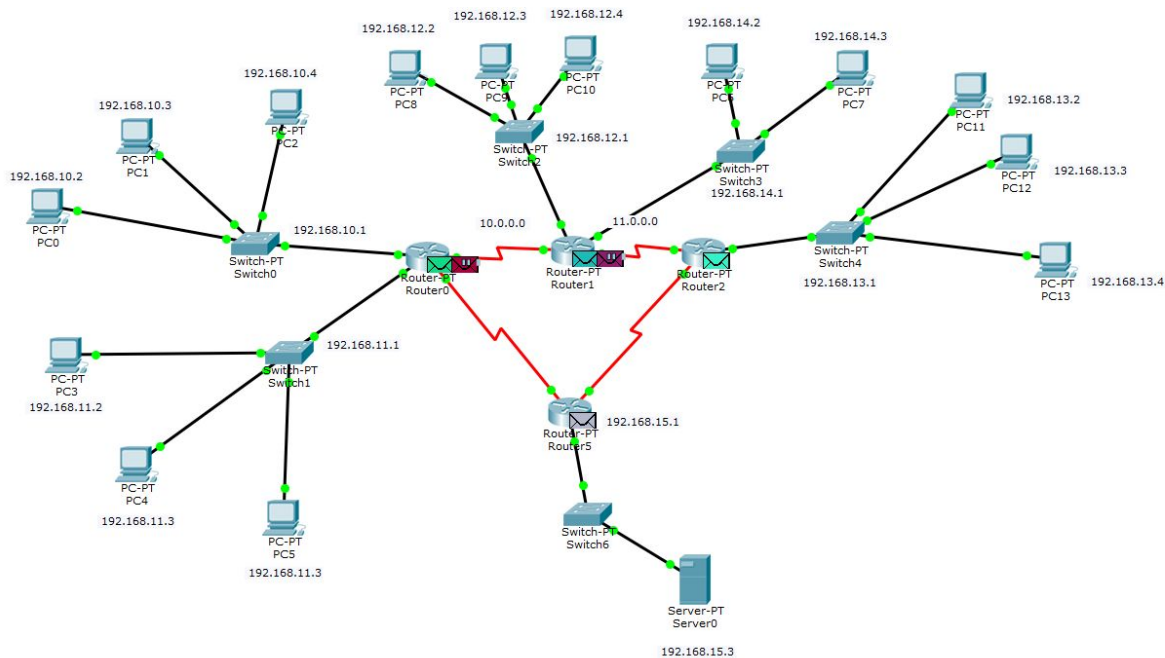 192.168.12.3
192.168.12.4
192.168.12.2
192.168.14.2
192.168.14.3
192.168.10.4
192.168.10.3
192.168.10.2
PC-PT
PC8
PC-PT
PC9
PC-PT
PC10
PC-PT
PC7
PC-PT
PC-PT
PC2
PC-PT
PC1
PC-PT
PC0
Switch-PT
Switch2
192.168.12.1
Switch-PT
Switch3
192.168.14.1
PC-PT
PC11
192.168.13.2
PC-PT
PC12
192.168.13.3
PC-PT
PC13
192.168.13.4
Switch-PT
Switch0
192.168.10.1
10.0.0.0
11.0.0.0
Router-PT
Router0
Router-PT
Router1
Router-PT
Router2
Switch-PT
Switch4
192.168.13.1
192.168.11.1
Switch-PT
Switch1
PC-PT
PC3
192.168.11.2
PC-PT
PC4
192.168.11.3
PC-PT
PC5
192.168.11.3
Router-PT
Router5
192.168.15.1
Switch-PT
Switch6
Server-PT
Server0
192.168.15.3